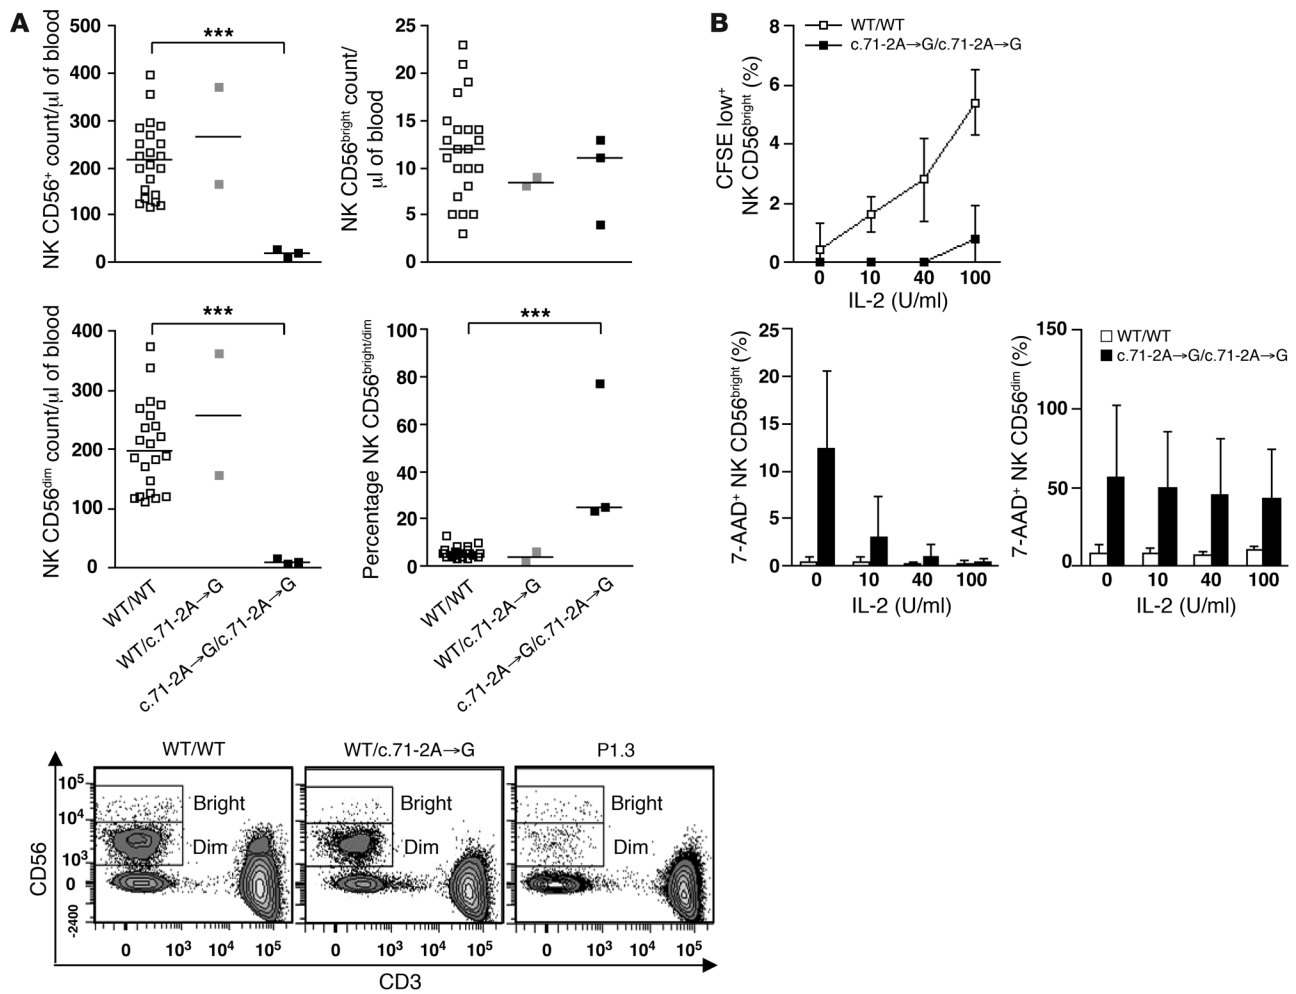 A
NK CD56⁺ count/μl of blood
500
400
300
200
100
0
***
NK CD56ᵇʳⁱᵍʰᵗ count/
μl of blood
25
20
15
10
5
0
NK CD56ᵈⁱᵐ count/μl of blood
400
300
200
100
0
***
WT/WT
WT/c.71-2A→G
c.71-2A→G/c.71-2A→G
Percentage NK CD56ᵇʳⁱᵍʰᵗ/ᵈⁱᵐ
100
80
60
40
20
0
***
WT/WT
WT/c.71-2A→G
c.71-2A→G/c.71-2A→G
B
WT/WT
c.71-2A→G/c.71-2A→G
CFSE low⁺
NK CD56ᵇʳⁱᵍʰᵗ (%)
8
6
4
2
0
0 10 40 100
IL-2 (U/ml)
7-AAD⁺ NK CD56ᵇʳⁱᵍʰᵗ (%)
25
20
15
10
5
0
0 10 40 100
IL-2 (U/ml)
7-AAD⁺ NK CD56ᵈⁱᵐ (%)
150
100
50
0
WT/WT
c.71-2A→G/c.71-2A→G
0 10 40 100
IL-2 (U/ml)
WT/WT
WT/c.71-2A→G
P1.3
CD56
10⁵
10⁴
10³
0
-2400
Bright
Dim
Bright
Dim
Bright
Dim
0 10³ 10⁴ 10⁵
0 10³ 10⁴ 10⁵
0 10³ 10⁴ 10⁵
CD3